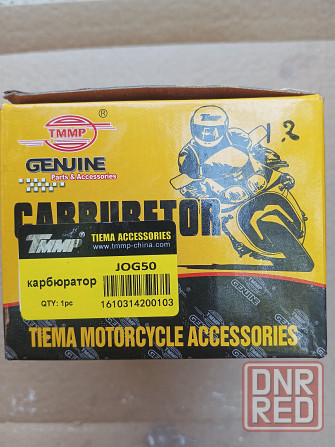 TMMP®
GENUINE
Parts & Accessories
TMMP
1.2
CARBURETOR
TMMP TIEMA ACCESSORIES
www.tmmp-china.com
JOG50
карбюратор
QTY: 1pc 1610314200103
TIEMA MOTORCYCLE ACCESSORIES
DNR
RED